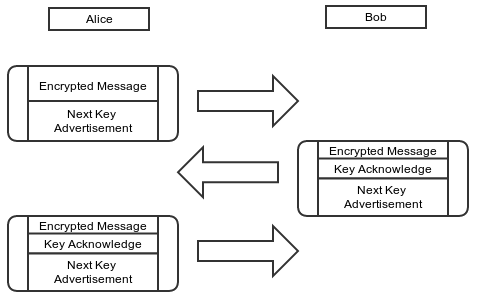 Alice
Bob
Encrypted Message
Next Key
Advertisement
Encrypted Message
Key Acknowledge
Next Key
Advertisement
Encrypted Message
Key Acknowledge
Next Key
Advertisement